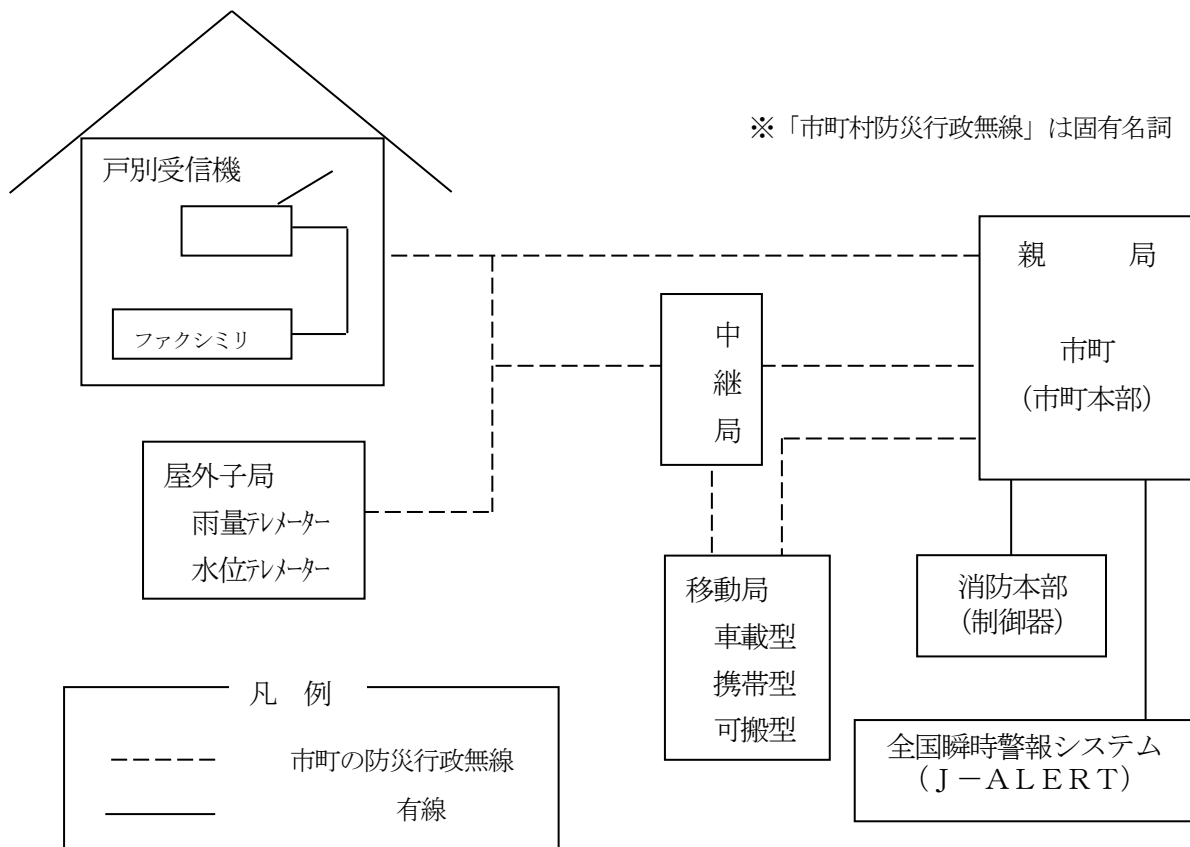 ※「市町村防災行政無線」は固有名詞
戸別受信機
ファクシミリ
親　　局
市町
（市町本部）
中
継
局
屋外子局
雨量ﾃﾚﾒｰﾀｰ
水位ﾃﾚﾒｰﾀｰ
移動局
車載型
携帯型
可搬型
消防本部
（制御器）
全国瞬時警報システム
（Ｊ－ＡＬＥＲＴ）
凡　例
市町の防災行政無線
有線